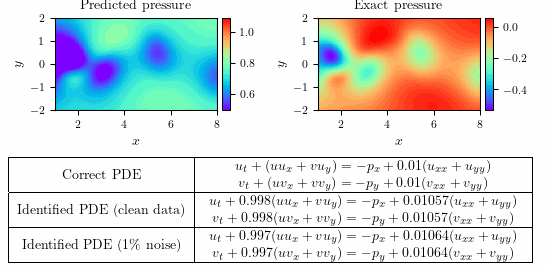 Predicted pressure
Exact pressure
2
1
0
−1
−2
y
2
4
6
8
x
1.0
0.8
0.6
2
1
0
−1
−2
y
2
4
6
8
x
0.0
−0.2
−0.4
Correct PDE
u_t + (uu_x + vu_y) = −p_x + 0.01(u_xx + u_yy)
v_t + (uv_x + vv_y) = −p_y + 0.01(v_xx + v_yy)
Identified PDE (clean data)
u_t + 0.998(uu_x + vu_y) = −p_x + 0.01057(u_xx + u_yy)
v_t + 0.998(uv_x + vv_y) = −p_y + 0.01057(v_xx + v_yy)
Identified PDE (1% noise)
u_t + 0.997(uu_x + vu_y) = −p_x + 0.01064(u_xx + u_yy)
v_t + 0.997(uv_x + vv_y) = −p_y + 0.01064(v_xx + v_yy)